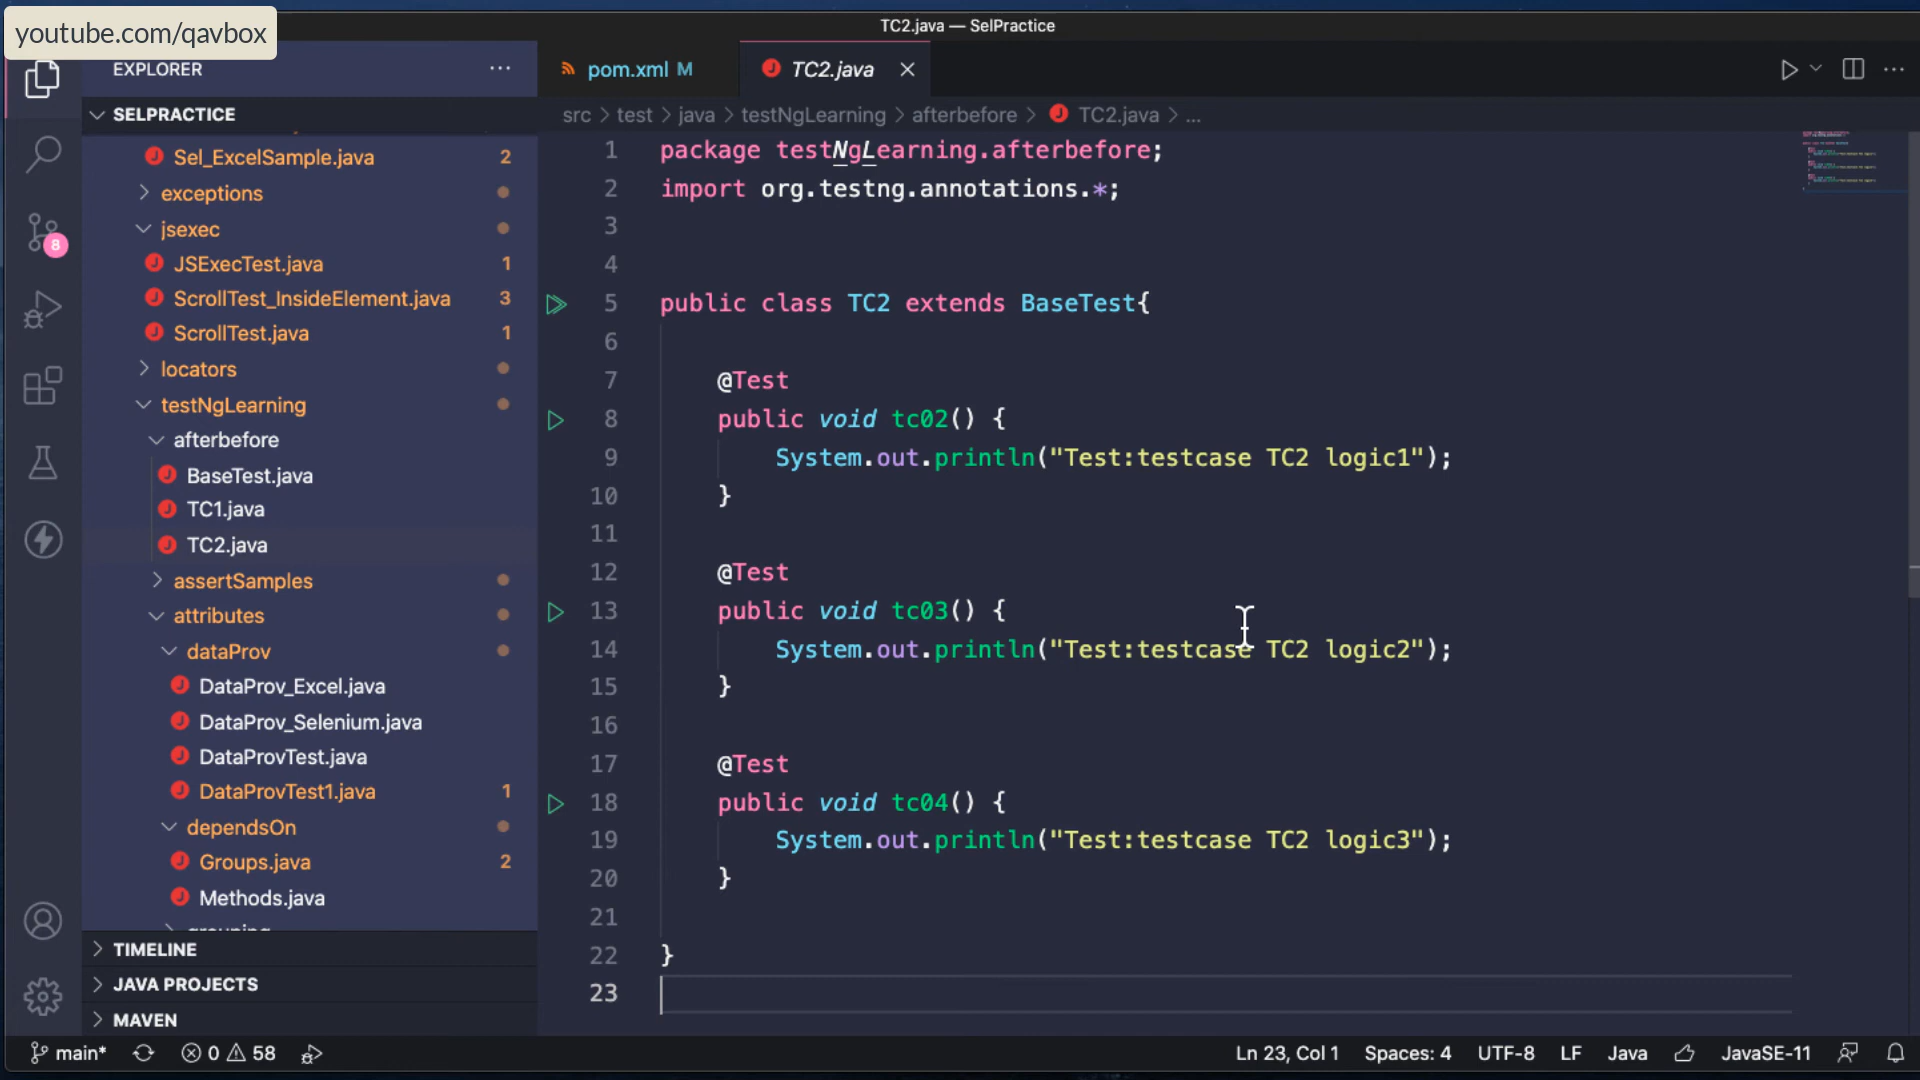 youtube.com/qavbox
TC2.java — SelPractice
EXPLORER ...
pom.xml M
TC2.java
SELPRACTICE
src > test > java > testNgLearning > afterbefore > TC2.java > ...
Sel_ExcelSample.java 2
exceptions
jsexec
JSExecTest.java 1
ScrollTest_InsideElement.java 3
ScrollTest.java 1
locators
testNgLearning
afterbefore
BaseTest.java
TC1.java
TC2.java
assertSamples
attributes
dataProv
DataProv_Excel.java
DataProv_Selenium.java
DataProvTest.java
DataProvTest1.java 1
dependsOn
Groups.java 2
Methods.java
TIMELINE
JAVA PROJECTS
MAVEN
8
1 package testNgLearning.afterbefore;
2 import org.testng.annotations.*;
3
4
5 public class TC2 extends BaseTest{
6
7 @Test
8 public void tc02() {
9 System.out.println("Test:testcase TC2 logic1");
10 }
11
12 @Test
13 public void tc03() {
14 System.out.println("Test:testcase TC2 logic2");
15 }
16
17 @Test
18 public void tc04() {
19 System.out.println("Test:testcase TC2 logic3");
20 }
21
22 }
23
main* 0 58 Ln 23, Col 1 Spaces: 4 UTF-8 LF Java JavaSE-11